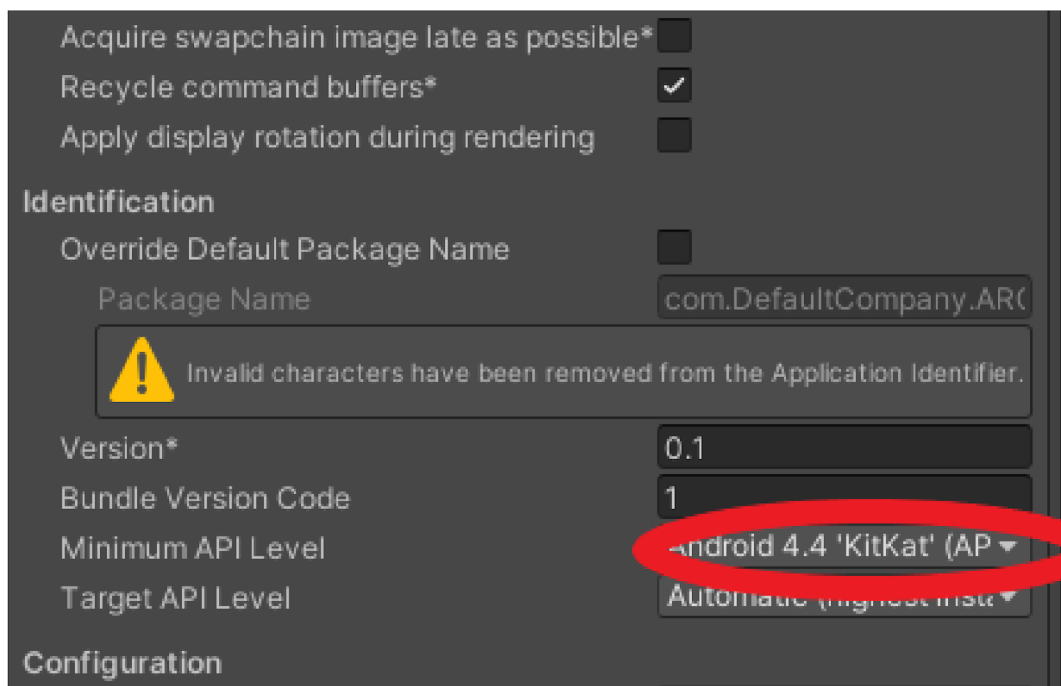 Acquire swapchain image late as possible*
Recycle command buffers*
Apply display rotation during rendering
Identification
Override Default Package Name
Package Name com.DefaultCompany.AR
Invalid characters have been removed from the Application Identifier.
Version* 0.1
Bundle Version Code 1
Minimum API Level Android 4.4 'KitKat' (AP
Target API Level Automatic (highest insta
Configuration